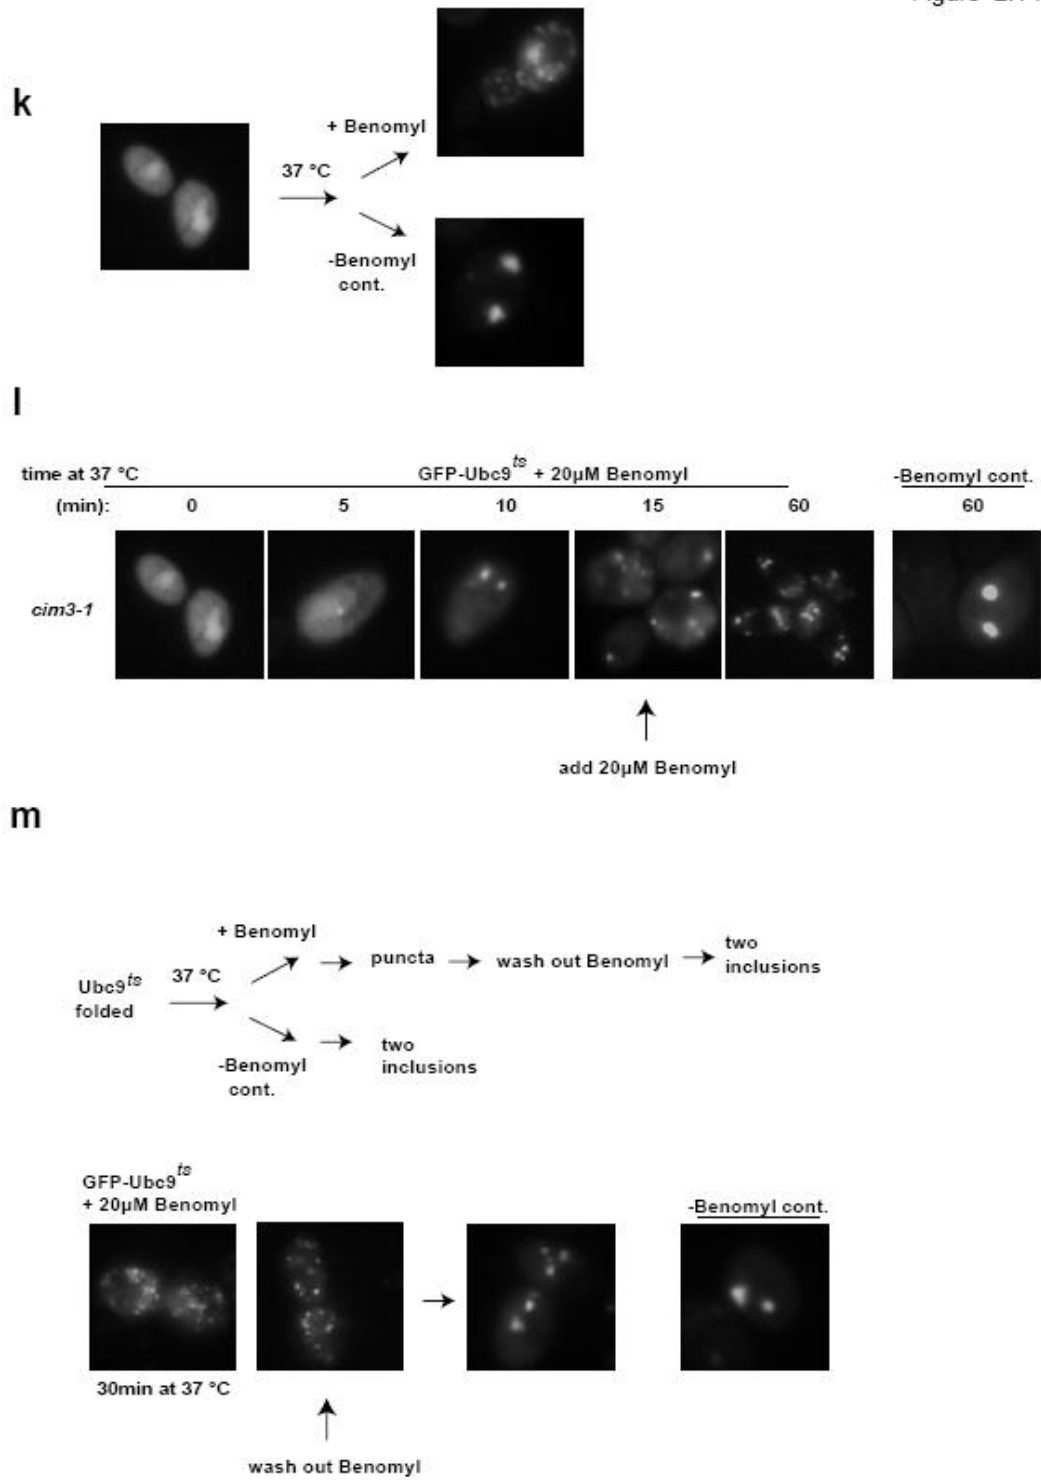 k
+ Benomyl
37 °C
-Benomyl
cont.
l
time at 37 °C
GFP-Ubc9ts + 20µM Benomyl
-Benomyl cont.
(min): 0 5 10 15 60 60
cim3-1
add 20µM Benomyl
m
+ Benomyl
Ubc9ts
folded
37 °C
puncta
wash out Benomyl
two
inclusions
-Benomyl
cont.
two
inclusions
GFP-Ubc9ts
+ 20µM Benomyl
-Benomyl cont.
30min at 37 °C
wash out Benomyl